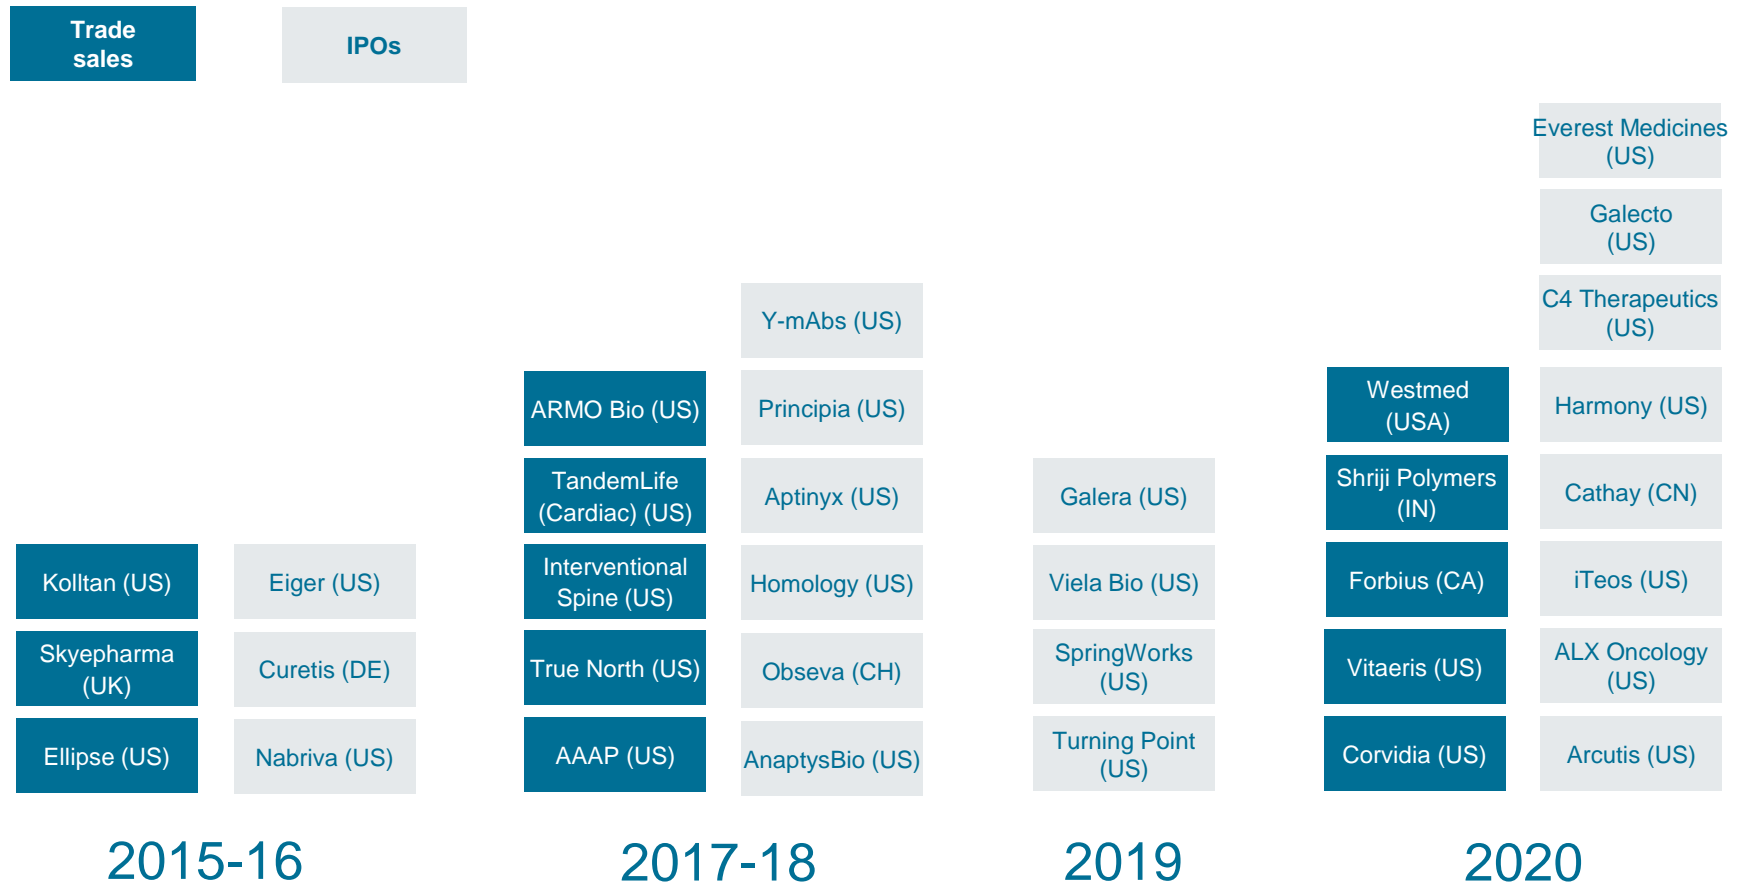 Trade
sales
IPOs
Kolltan (US)
Skyepharma
(UK)
Ellipse (US)
Eiger (US)
Curetis (DE)
Nabriva (US)
2015-16
ARMO Bio (US)
TandemLife
(Cardiac) (US)
Interventional
Spine (US)
True North (US)
AAAP (US)
Y-mAbs (US)
Principia (US)
Aptinyx (US)
Homology (US)
Obseva (CH)
AnaptysBio (US)
2017-18
Galera (US)
Viela Bio (US)
SpringWorks
(US)
Turning Point
(US)
2019
Westmed
(USA)
Shriji Polymers
(IN)
Forbius (CA)
Vitaeris (US)
Corvidia (US)
Everest Medicines
(US)
Galecto
(US)
C4 Therapeutics
(US)
Harmony (US)
Cathay (CN)
iTeos (US)
ALX Oncology
(US)
Arcutis (US)
2020